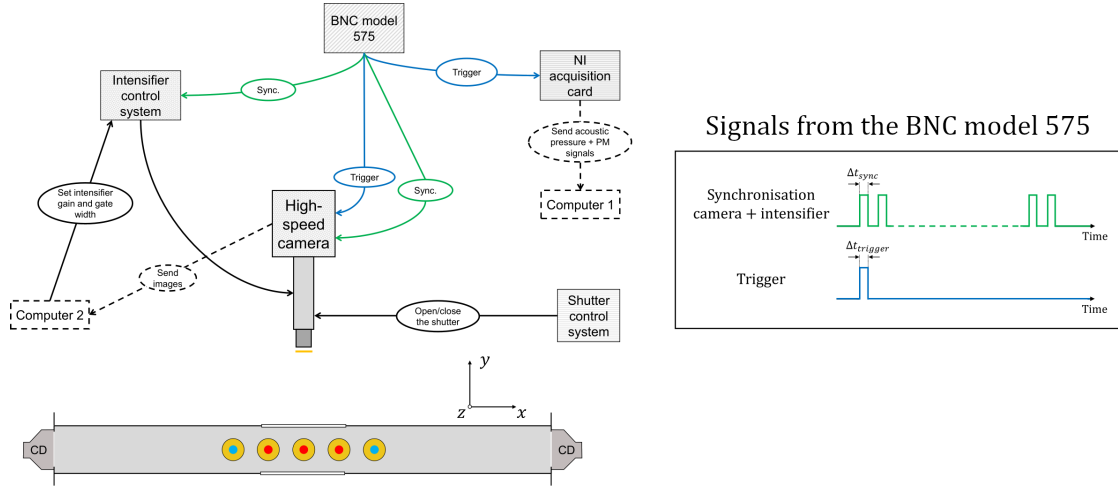 BNC model
575
NI
acquisition
card
Trigger
Sync.
Intensifier
control
system
Send acoustic
pressure + PM
signals
Set intensifier
gain and gate
width
Trigger
Sync.
Computer 1
High-
speed
camera
Send
images
Computer 2
Open/close
the shutter
Shutter
control
system
y
z
x
CD
CD
Signals from the BNC model 575
Δt_sync
Synchronisation
camera + intensifier
Time
Δt_trigger
Trigger
Time